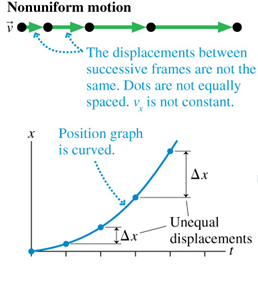 Nonuniform motion
v
The displacements between
successive frames are not the
same. Dots are not equally
spaced. vₓ is not constant.
x
Position graph
is curved.
Δx
Δx
Unequal
displacements
t